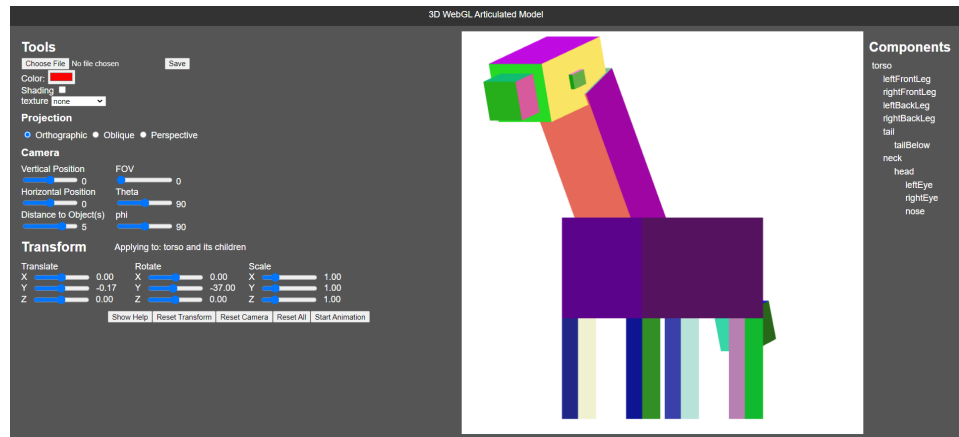 3D WebGL Articulated Model
Tools
Choose File No file chosen Save
Color:
Shading
texture none
Projection
Orthographic Oblique Perspective
Camera
Vertical Position FOV
0 0
Horizontal Position Theta
0 90
Distance to Object(s) phi
5 90
Transform Applying to: torso and its children
Translate Rotate Scale
X 0.00 X 0.00 X 1.00
Y -0.17 Y -37.00 Y 1.00
Z 0.00 Z 0.00 Z 1.00
Show Help Reset Transform Reset Camera Reset All Start Animation
Components
torso
leftFrontLeg
rightFrontLeg
leftBackLeg
rightBackLeg
tail
tailBelow
neck
head
leftEye
rightEye
nose